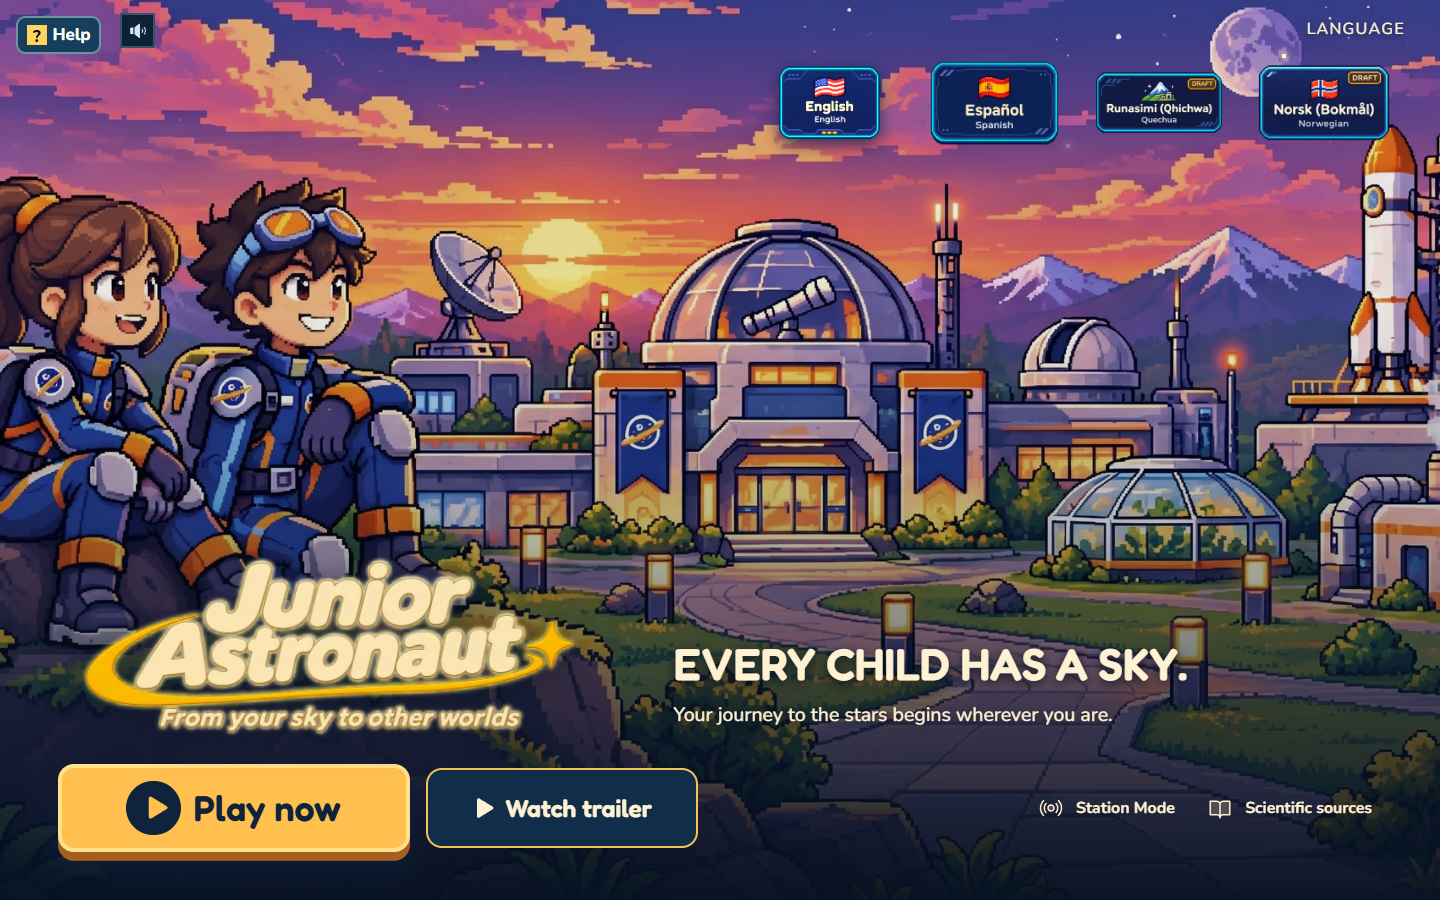 ? Help
LANGUAGE
English
English
Español
Spanish
DRAFT
Runasimi (Qhichwa)
Quechua
DRAFT
Norsk (Bokmål)
Norwegian
Junior
Astronaut
From your sky to other worlds
EVERY CHILD HAS A SKY.
Your journey to the stars begins wherever you are.
Play now
Watch trailer
Station Mode
Scientific sources